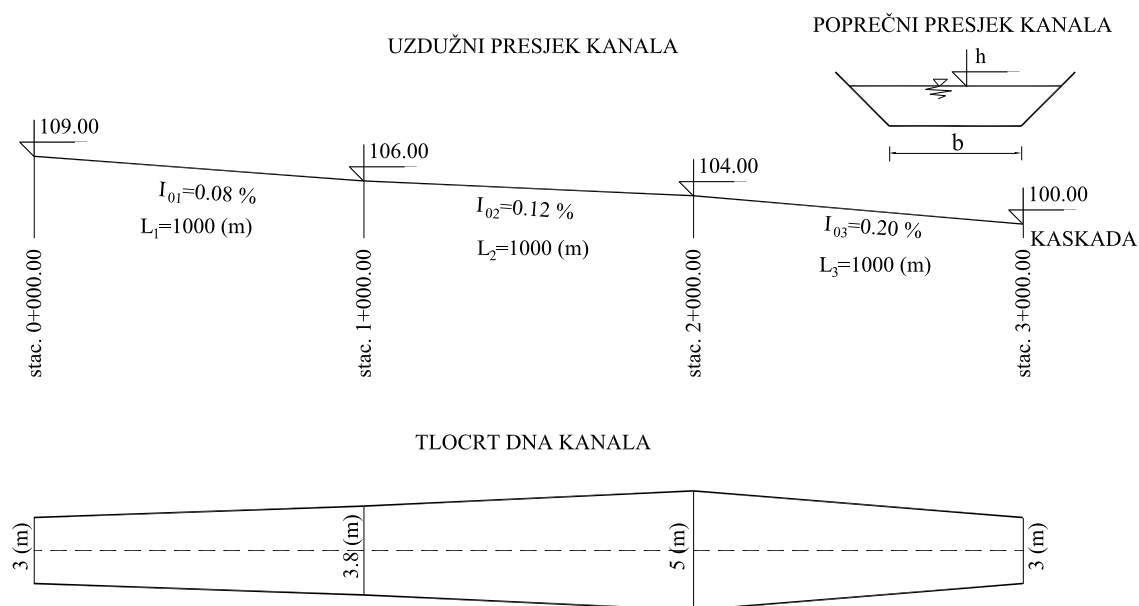 UZDUŽNI PRESJEK KANALA
POPREČNI PRESJEK KANALA
h
b
109.00
106.00
104.00
100.00
I₀₁=0.08 %
L₁=1000 (m)
I₀₂=0.12 %
L₂=1000 (m)
I₀₃=0.20 %
L₃=1000 (m)
KASKADA
stac. 0+000.00
stac. 1+000.00
stac. 2+000.00
stac. 3+000.00
TLOCRT DNA KANALA
3 (m)
3.8 (m)
5 (m)
3 (m)